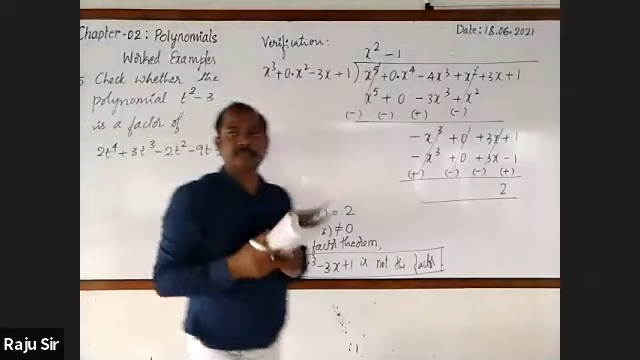 Chapter-02: Polynomials
Worked Examples
Check whether the
polynomial t²-3
is a factor of
2t⁴+3t³-2t²-9t
Date: 18.06.2021
Verification:
x²-1
x³+0·x²-3x+1) x⁵+0·x⁴-4x³+x²+3x+1
x⁵+0-3x³+x²
(-) (-) (+) (-)
-x³+0+3x+1
-x³+0+3x-1
(+) (-) (-) (+)
2
= 2
x) ≠ 0
factor theorem,
³-3x+1 is not the factor
Raju Sir